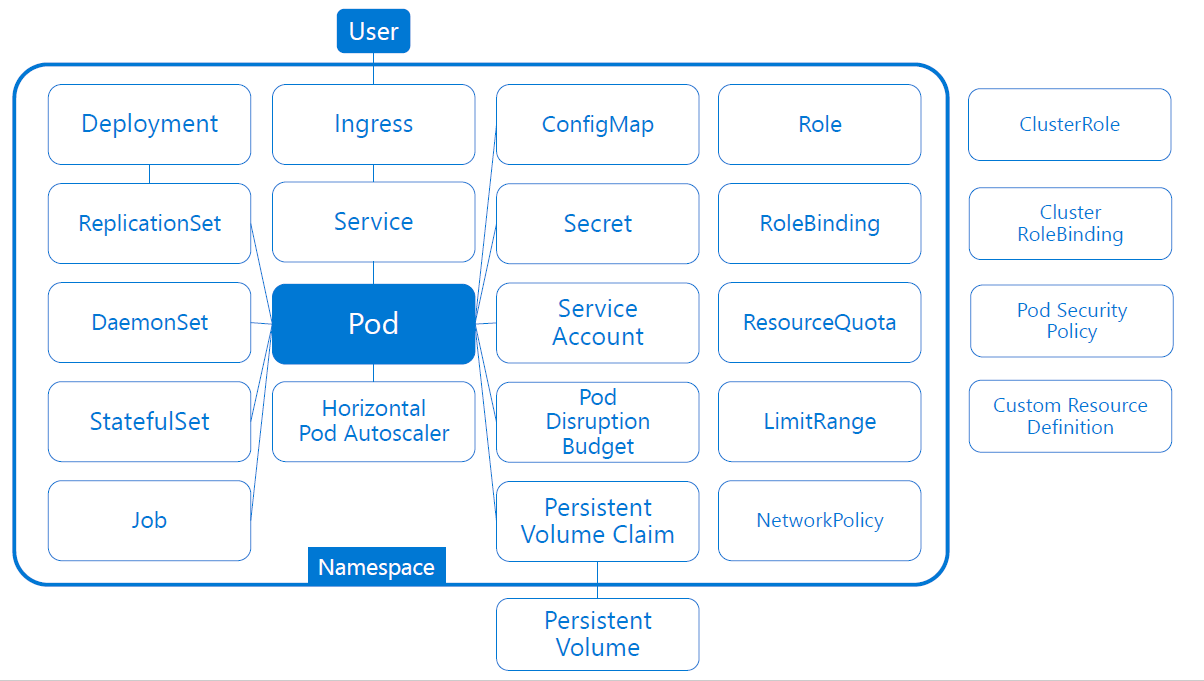 User
Deployment
Ingress
ConfigMap
Role
ClusterRole
ReplicationSet
Service
Secret
RoleBinding
Cluster
RoleBinding
DaemonSet
Pod
Service
Account
ResourceQuota
Pod Security
Policy
StatefulSet
Horizontal
Pod Autoscaler
Pod
Disruption
Budget
LimitRange
Custom Resource
Definition
Job
Persistent
Volume Claim
NetworkPolicy
Namespace
Persistent
Volume